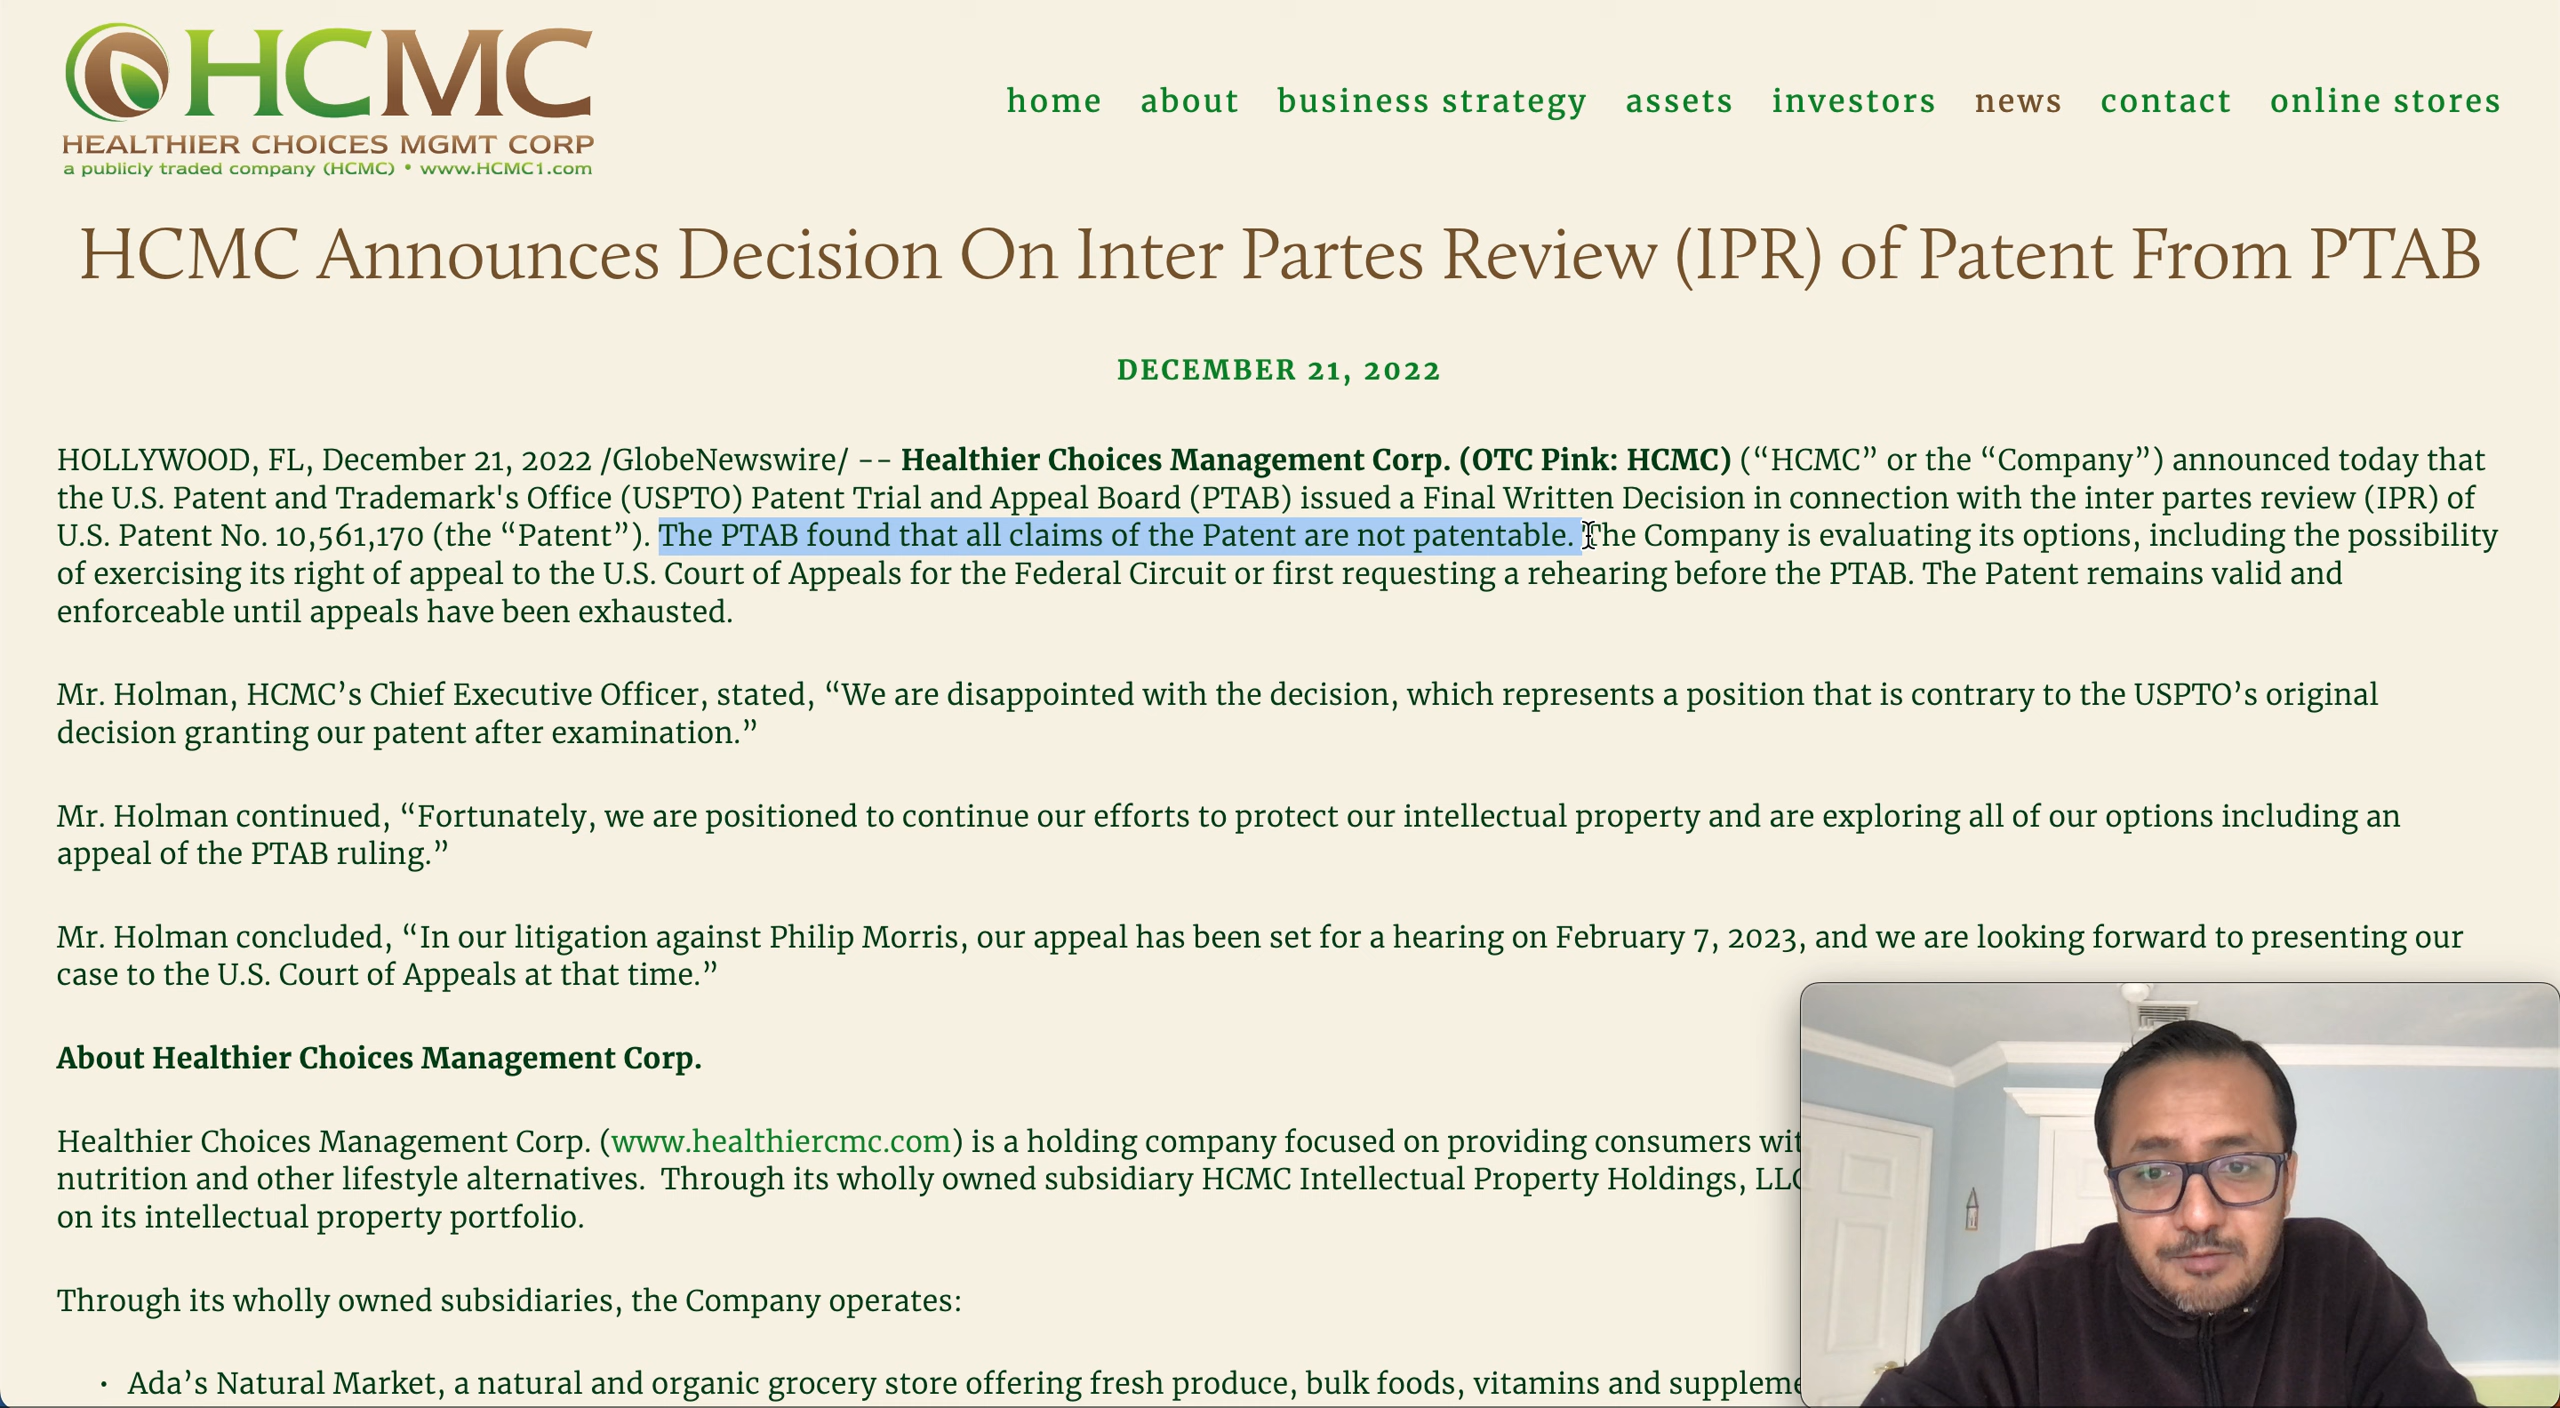 HCMC
HEALTHIER CHOICES MGMT CORP
a publicly traded company (HCMC) • www.HCMC1.com
home about business strategy assets investors news contact online stores
HCMC Announces Decision On Inter Partes Review (IPR) of Patent From PTAB
DECEMBER 21, 2022
HOLLYWOOD, FL, December 21, 2022 /GlobeNewswire/ -- Healthier Choices Management Corp. (OTC Pink: HCMC) (“HCMC” or the “Company”) announced today that
the U.S. Patent and Trademark's Office (USPTO) Patent Trial and Appeal Board (PTAB) issued a Final Written Decision in connection with the inter partes review (IPR) of
U.S. Patent No. 10,561,170 (the “Patent”). The PTAB found that all claims of the Patent are not patentable. The Company is evaluating its options, including the possibility
of exercising its right of appeal to the U.S. Court of Appeals for the Federal Circuit or first requesting a rehearing before the PTAB. The Patent remains valid and
enforceable until appeals have been exhausted.
Mr. Holman, HCMC’s Chief Executive Officer, stated, “We are disappointed with the decision, which represents a position that is contrary to the USPTO’s original
decision granting our patent after examination.”
Mr. Holman continued, “Fortunately, we are positioned to continue our efforts to protect our intellectual property and are exploring all of our options including an
appeal of the PTAB ruling.”
Mr. Holman concluded, “In our litigation against Philip Morris, our appeal has been set for a hearing on February 7, 2023, and we are looking forward to presenting our
case to the U.S. Court of Appeals at that time.”
About Healthier Choices Management Corp.
Healthier Choices Management Corp. (www.healthiercmc.com) is a holding company focused on providing consumers
nutrition and other lifestyle alternatives. Through its wholly owned subsidiary HCMC Intellectual Property Holdings,
on its intellectual property portfolio.
Through its wholly owned subsidiaries, the Company operates:
• Ada’s Natural Market, a natural and organic grocery store offering fresh produce, bulk foods, vitamins and